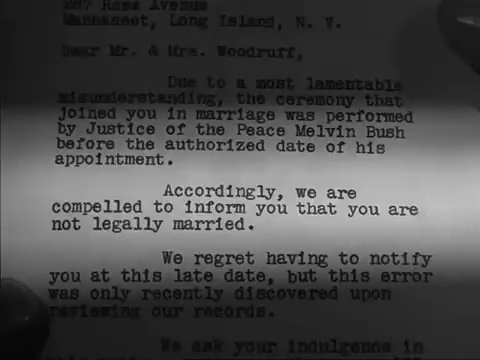 Rose Avenue
Manhasset, Long Island, N. Y.
Dear Mr. & Mrs. Woodruff,
Due to a most lamentable
misunderstanding, the ceremony that
joined you in marriage was performed
by Justice of the Peace Melvin Bush
before the authorized date of his
appointment.
Accordingly, we are
compelled to inform you that you are
not legally married.
We regret having to notify
you at this late date, but this error
was only recently discovered upon
reviewing our records.
We ask your indulgence in